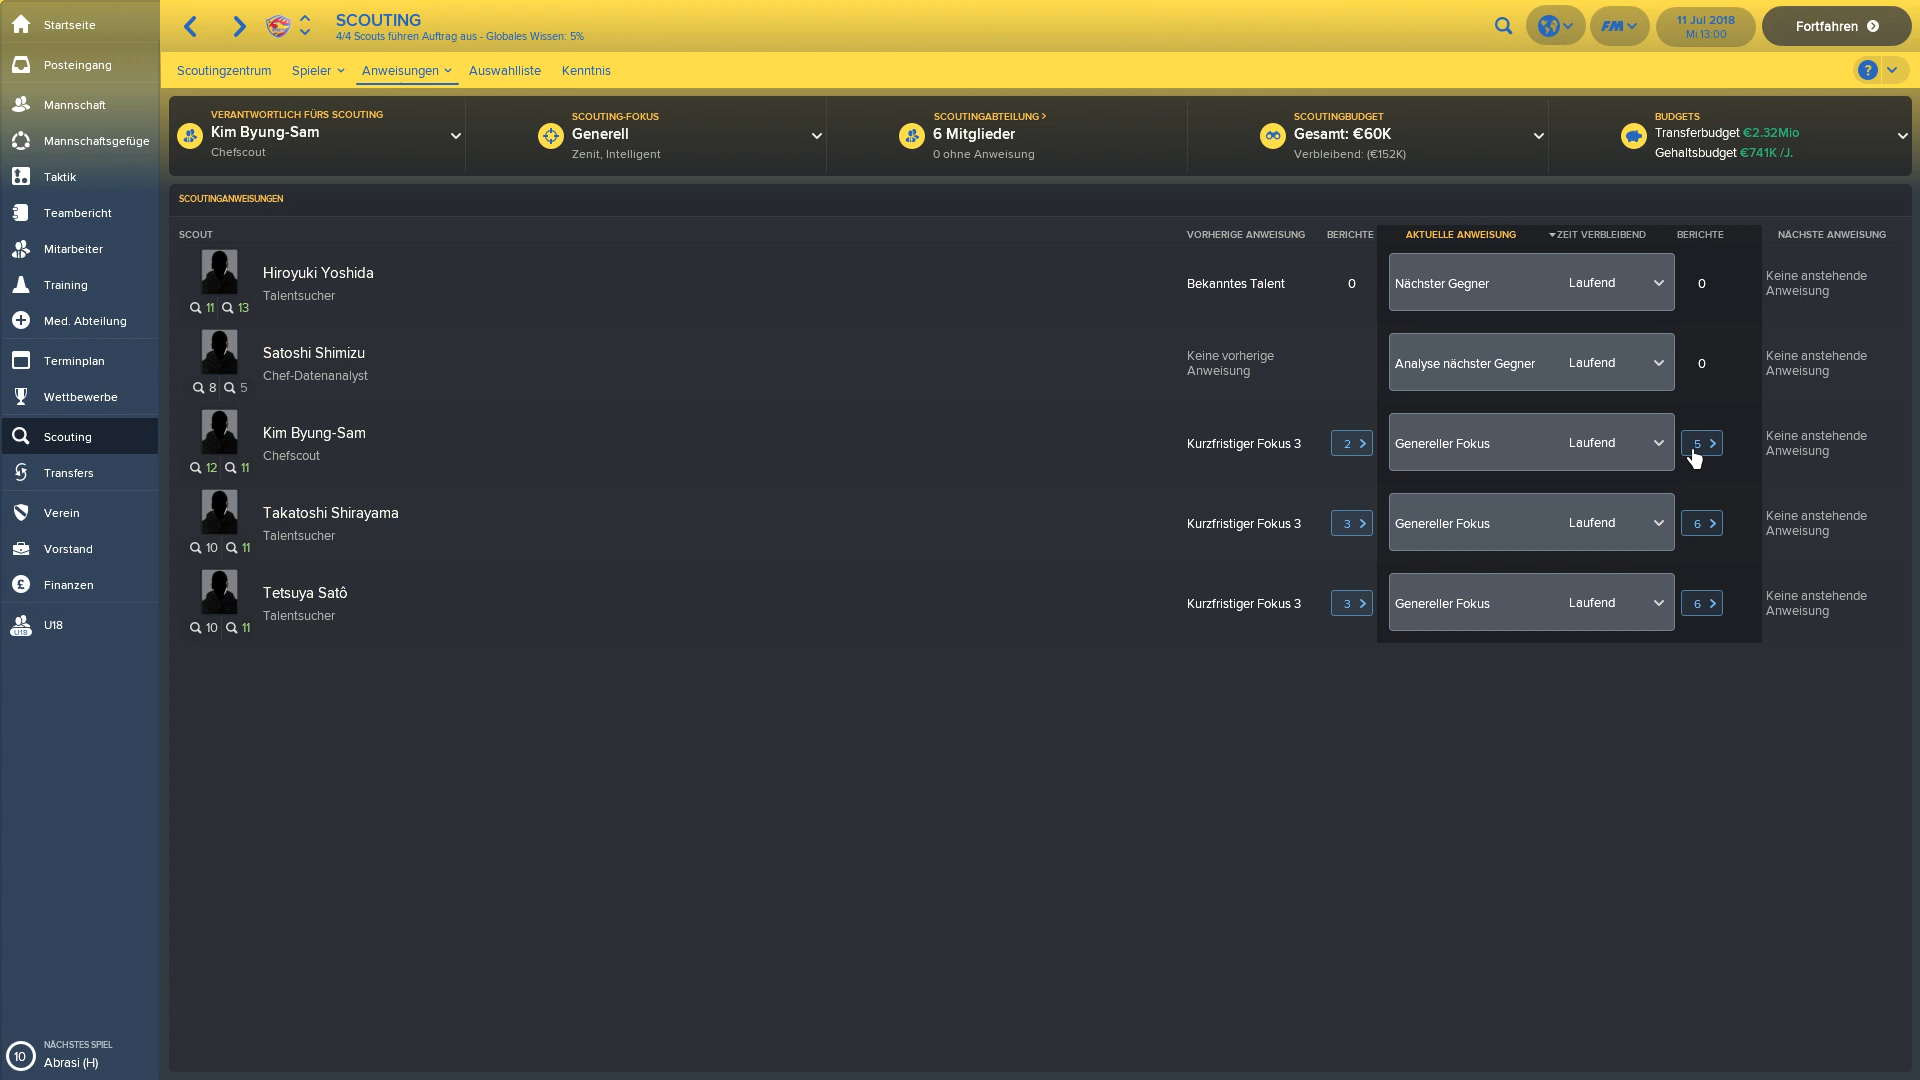 Startseite
Posteingang
Mannschaft
Mannschaftsgefüge
Taktik
Teambericht
Mitarbeiter
Training
Med. Abteilung
Terminplan
Wettbewerbe
Scouting
Transfers
Verein
Vorstand
Finanzen
U18
U18
10
NÄCHSTES SPIEL
Abrasi (H)
SCOUTING
4/4 Scouts führen Auftrag aus - Globales Wissen: 5%
FM
11 Jul 2018
Mi 13:00
Fortfahren
Scoutingzentrum Spieler Anweisungen Auswahlliste Kenntnis
?
VERANTWORTLICH FÜRS SCOUTING
Kim Byung-Sam
Chefscout
SCOUTING-FOKUS
Generell
Zenit, Intelligent
SCOUTINGABTEILUNG >
6 Mitglieder
0 ohne Anweisung
SCOUTINGBUDGET
Gesamt: €60K
Verbleibend: (€152K)
BUDGETS
Transferbudget €2.32Mio
Gehaltsbudget €741K /J.
SCOUTINGANWEISUNGEN
SCOUT VORHERIGE ANWEISUNG BERICHTE AKTUELLE ANWEISUNG ZEIT VERBLEIBEND BERICHTE NÄCHSTE ANWEISUNG
Hiroyuki Yoshida
Talentsucher
11 13
Bekanntes Talent 0 Nächster Gegner Laufend 0
Keine anstehende
Anweisung
Satoshi Shimizu
Chef-Datenanalyst
8 5
Keine vorherige
Anweisung
Analyse nächster Gegner Laufend 0
Keine anstehende
Anweisung
Kim Byung-Sam
Chefscout
12 11
Kurzfristiger Fokus 3 2 > Genereller Fokus Laufend 5 >
Keine anstehende
Anweisung
Takatoshi Shirayama
Talentsucher
10 11
Kurzfristiger Fokus 3 3 > Genereller Fokus Laufend 6 >
Keine anstehende
Anweisung
Tetsuya Satô
Talentsucher
10 11
Kurzfristiger Fokus 3 3 > Genereller Fokus Laufend 6 >
Keine anstehende
Anweisung